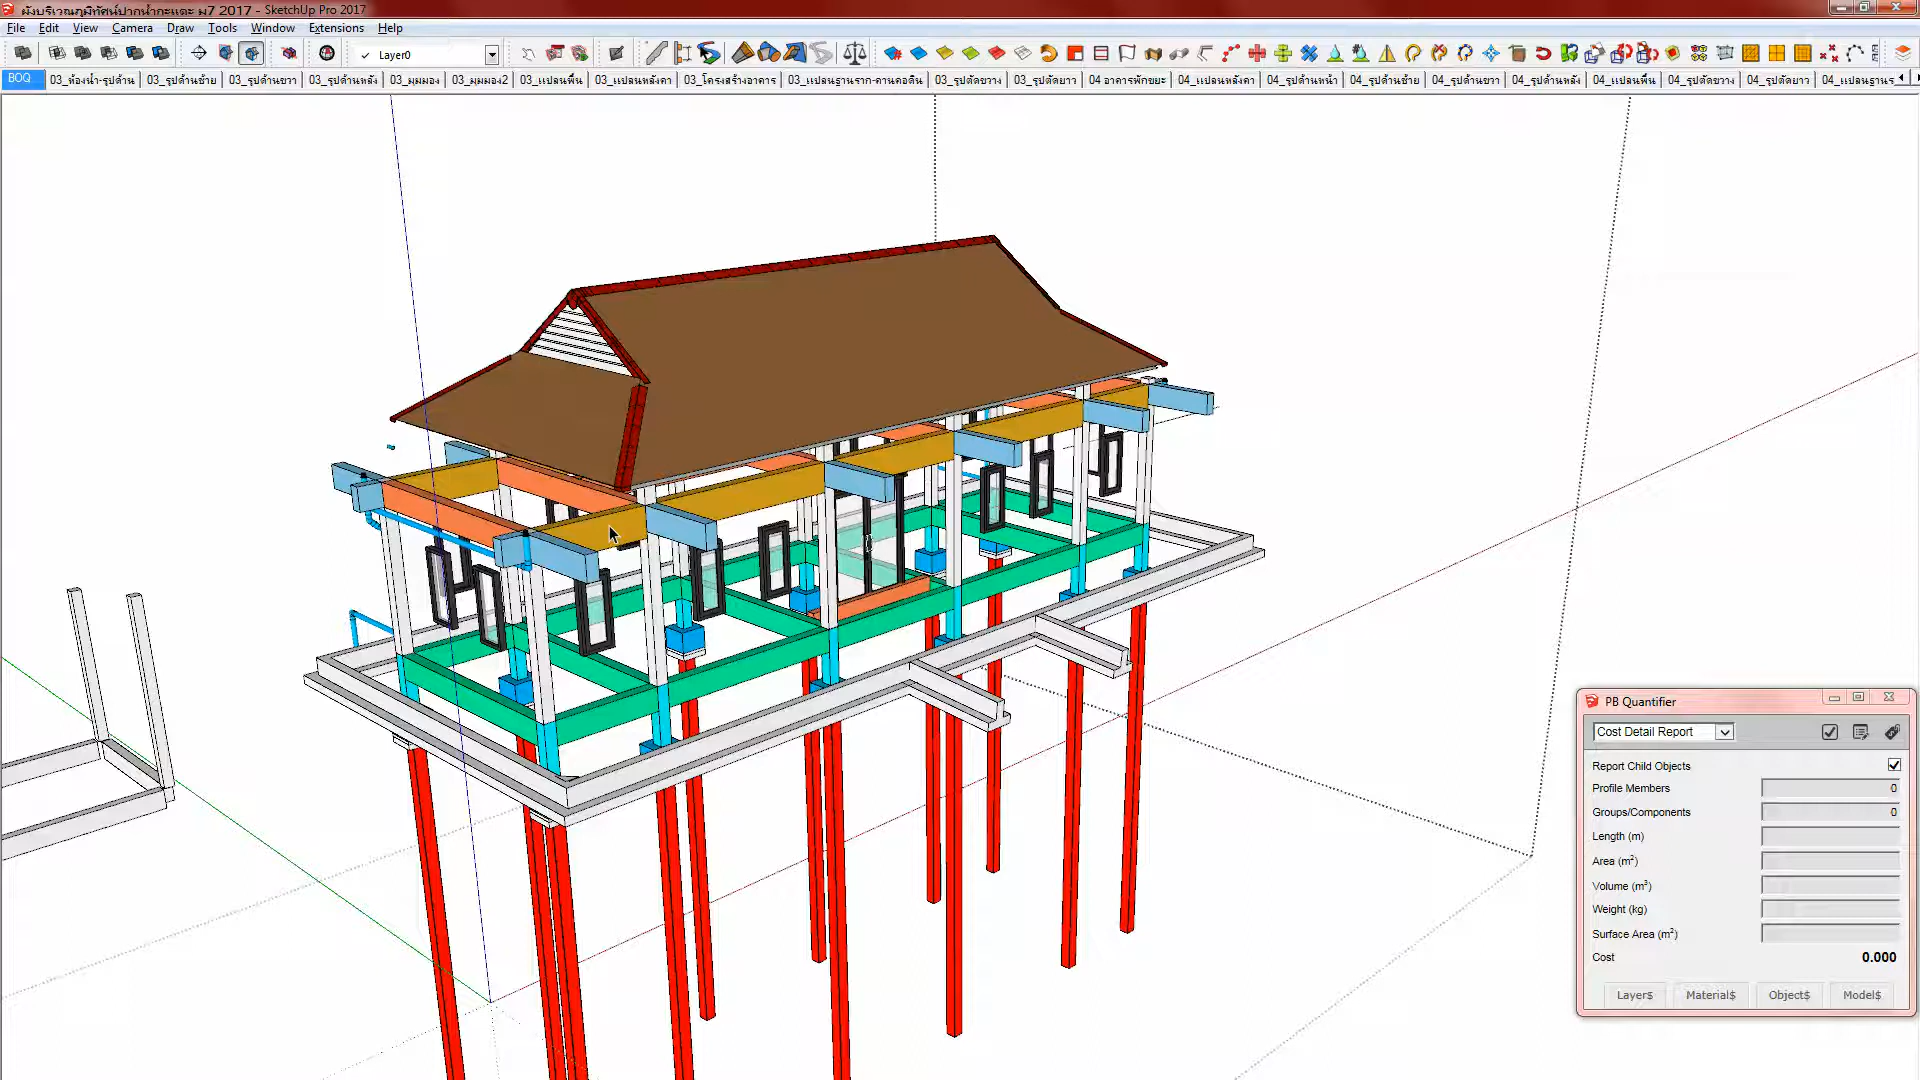 ผังบริเวณภูมิทัศน์ปากน้ำกะแดะ ม7 2017 - SketchUp Pro 2017
File Edit View Camera Draw Tools Window Extensions Help
✓ Layer0
BOQ 03_ห้องน้ำ-รูปด้าน 03_รูปด้านซ้าย 03_รูปด้านขวา 03_รูปด้านหลัง 03_มุมมอง 03_มุมมอง2 03_แปลนพื้น 03_แปลนหลังคา 03_โครงสร้างอาคาร 03_แปลนฐานราก-คานคอดิน 03_รูปตัดขวาง 03_รูปตัดยาว 04 อาคารพักขยะ 04_แปลนหลังคา 04_รูปด้านหน้า 04_รูปด้านซ้าย 04_รูปด้านขวา 04_รูปด้านหลัง 04_แปลนพื้น 04_รูปตัดขวาง 04_รูปตัดยาว 04_แปลนฐานร
PB Quantifier
Cost Detail Report
Report Child Objects
Profile Members 0
Groups/Components 0
Length (m)
Area (m²)
Volume (m³)
Weight (kg)
Surface Area (m²)
Cost 0.000
Layer$ Material$ Object$ Model$